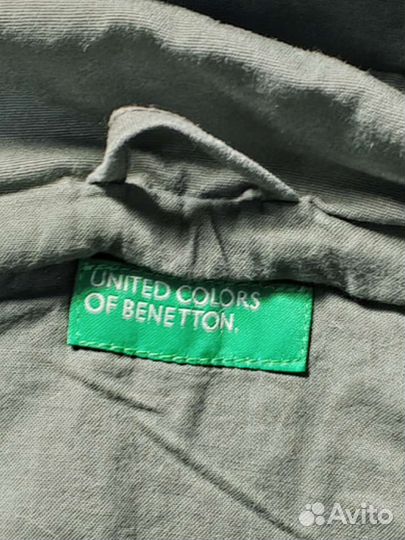 UNITED COLORS
OF BENETTON.
Avito